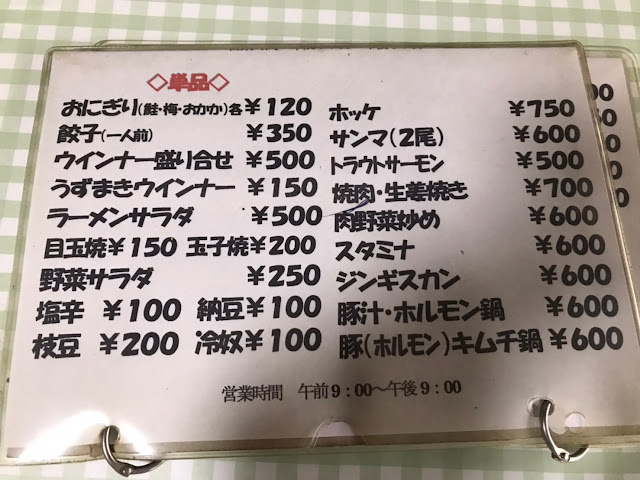 ◇単品◇
おにぎり(鮭・梅・おかか)各¥120
餃子(一人前) ¥350
ウインナー盛り合せ ¥500
うずまきウインナー ¥150
ラーメンサラダ ¥500
目玉焼¥150 玉子焼¥200
野菜サラダ ¥250
塩辛 ¥100 納豆¥100
枝豆 ¥200 冷奴¥100
ホッケ ¥750
サンマ(2尾) ¥600
トラウトサーモン ¥500
焼肉・生姜焼き ¥700
肉野菜炒め ¥600
スタミナ ¥600
ジンギスカン ¥600
豚汁・ホルモン鍋 ¥600
豚(ホルモン)キムチ鍋 ¥600
営業時間 午前9:00~午後9:00